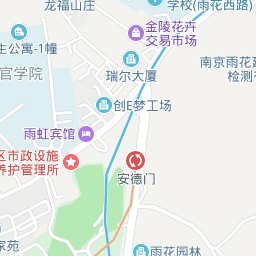 龙福山庄
学校(雨花西路)
金陵花卉
交易市场
生公寓-1幢
瑞尔大厦
南京雨花
检测
官学院
创E梦工场
雨虹宾馆
区市政设施
养护管理所
安德门
雨花园林
家苑